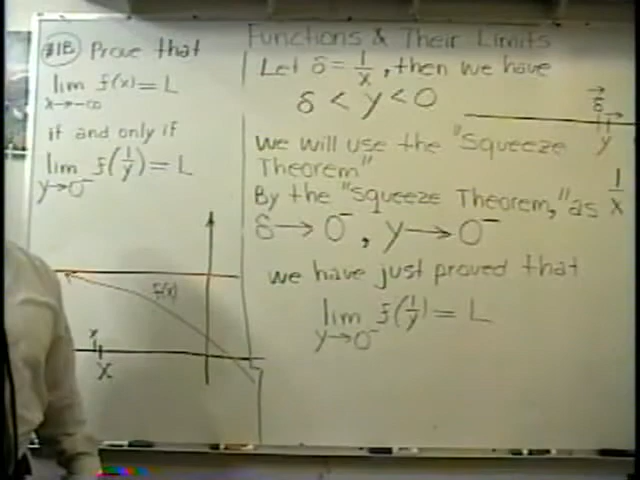 Functions & Their Limits
#1B Prove that
lim f(x) = L
x→-∞
if and only if
lim f(1/y) = L
y→0⁻
f(x)
x
X
Let δ = 1/x, then we have
δ < y < 0
δ
y
1/x
we will use the "squeeze
Theorem"
By the "squeeze Theorem," as
δ → 0⁻, y → 0⁻
we have just proved that
lim f(1/y) = L
y→0⁻